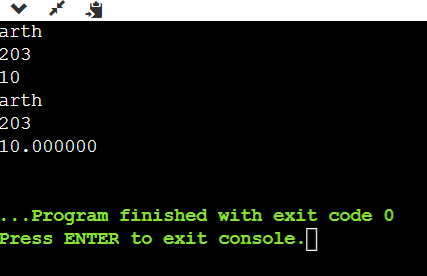 arth
203
10
arth
203
10.000000
...Program finished with exit code 0
Press ENTER to exit console.